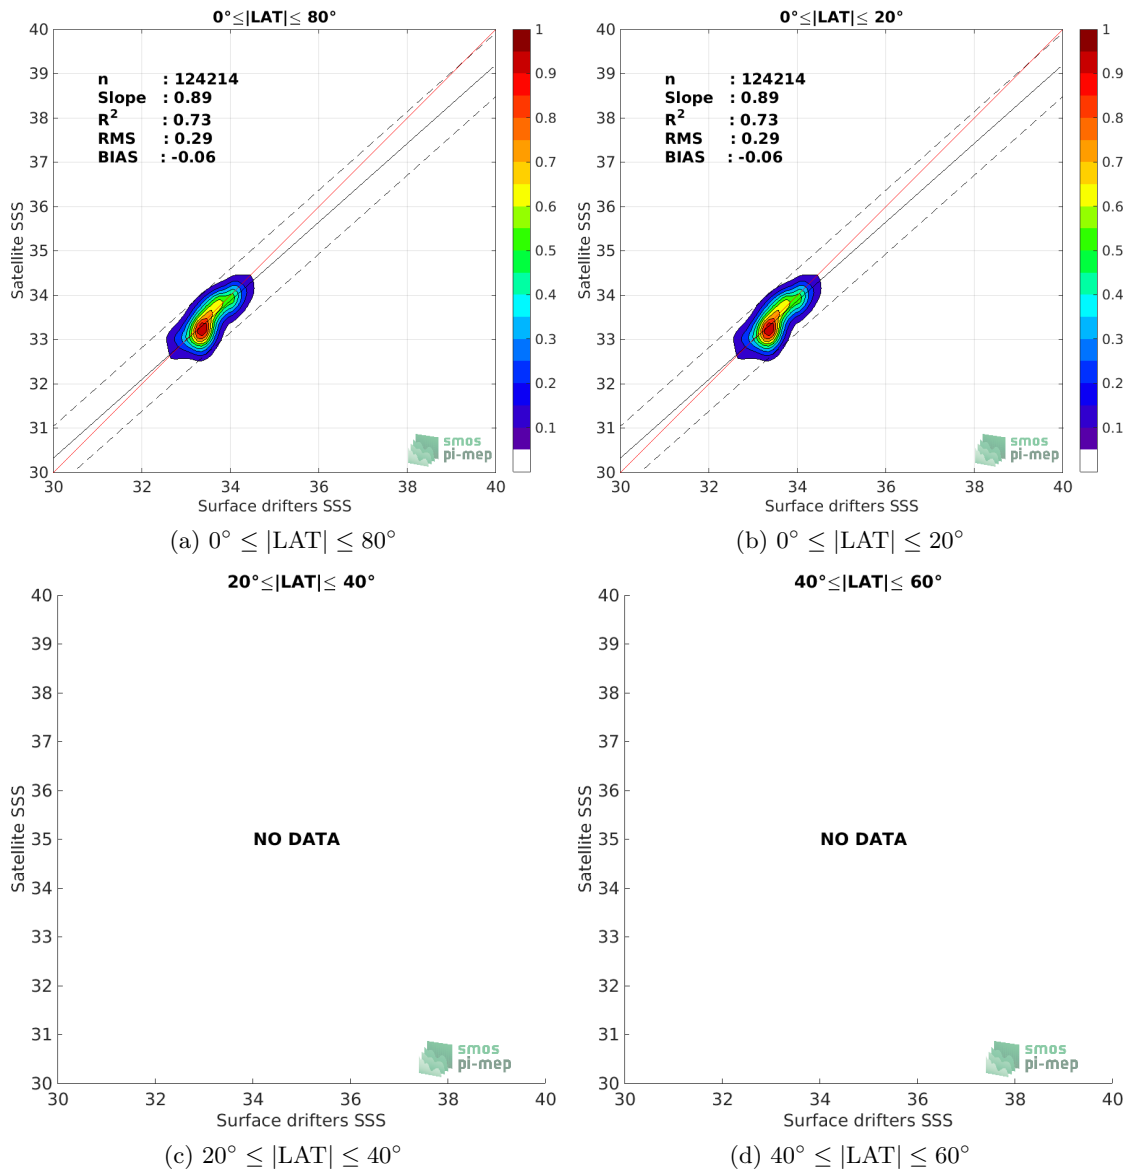 0°≤|LAT|≤ 80°
40
39
38
37
36
35
34
33
32
31
30
30
32
34
36
38
40
Satellite SSS
Surface drifters SSS
n : 124214
Slope : 0.89
R2 : 0.73
RMS : 0.29
BIAS : -0.06
1
0.9
0.8
0.7
0.6
0.5
0.4
0.3
0.2
0.1
smos
pi-mep
(a) 0° ≤ |LAT| ≤ 80°
0°≤|LAT|≤ 20°
40
39
38
37
36
35
34
33
32
31
30
30
32
34
36
38
40
Satellite SSS
Surface drifters SSS
n : 124214
Slope : 0.89
R2 : 0.73
RMS : 0.29
BIAS : -0.06
1
0.9
0.8
0.7
0.6
0.5
0.4
0.3
0.2
0.1
smos
pi-mep
(b) 0° ≤ |LAT| ≤ 20°
20°≤|LAT|≤ 40°
40
39
38
37
36
35
34
33
32
31
30
30
32
34
36
38
40
Satellite SSS
Surface drifters SSS
NO DATA
smos
pi-mep
(c) 20° ≤ |LAT| ≤ 40°
40°≤|LAT|≤ 60°
40
39
38
37
36
35
34
33
32
31
30
30
32
34
36
38
40
Satellite SSS
Surface drifters SSS
NO DATA
smos
pi-mep
(d) 40° ≤ |LAT| ≤ 60°